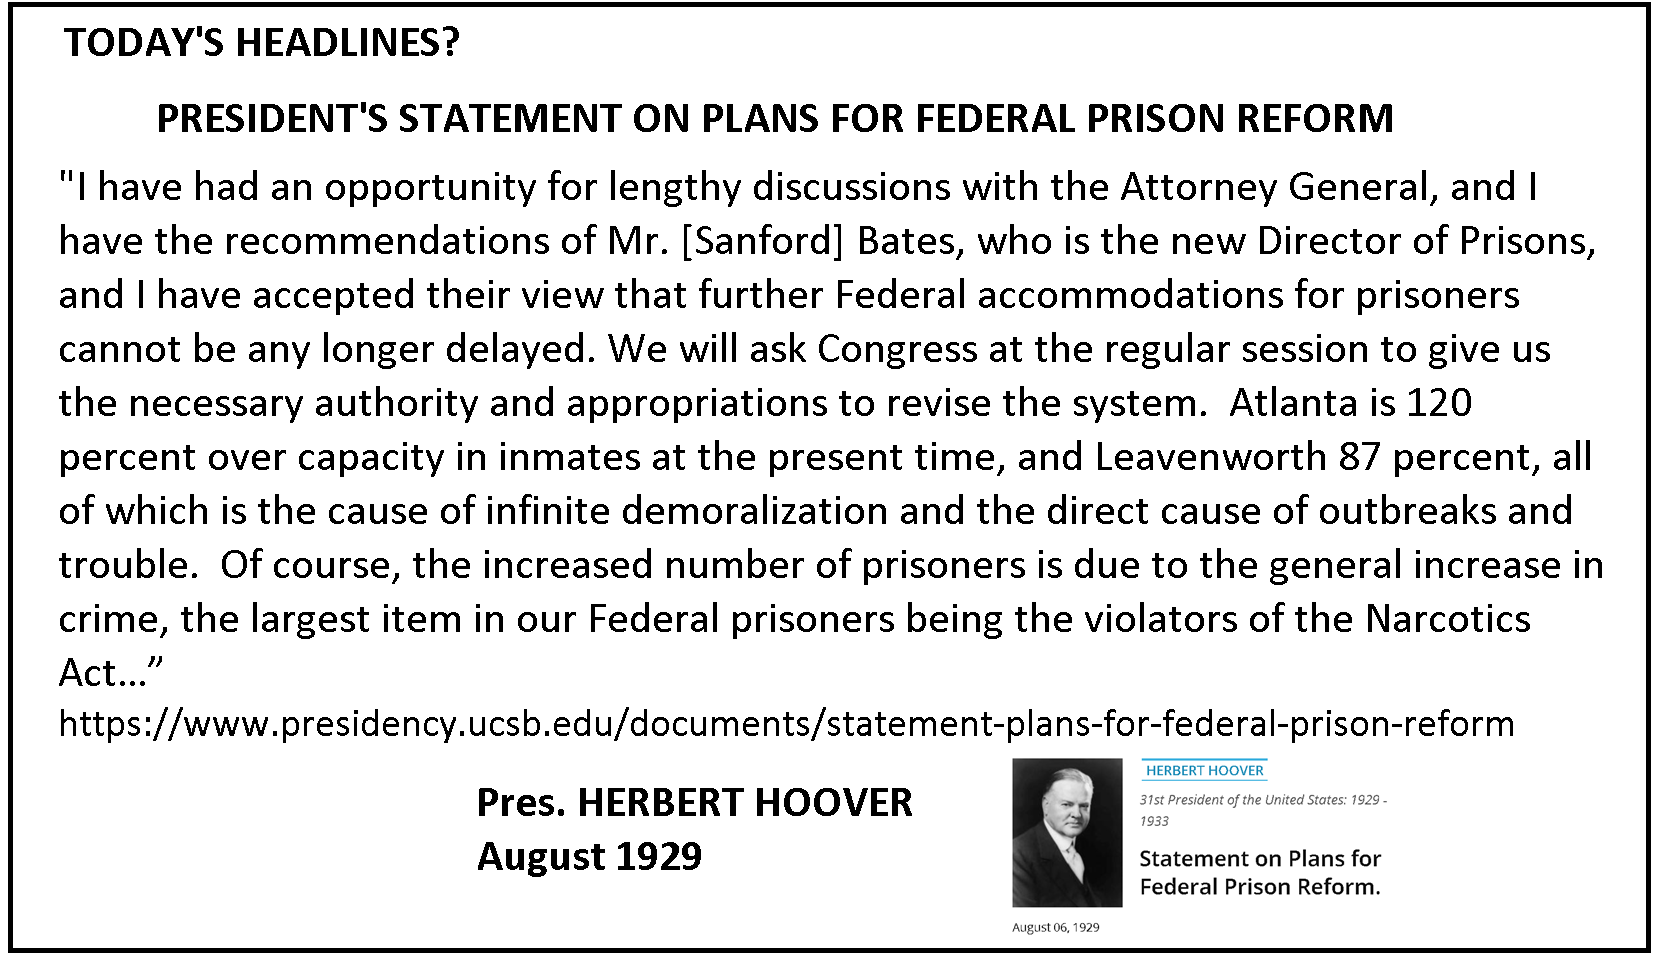 TODAY'S HEADLINES?
PRESIDENT'S STATEMENT ON PLANS FOR FEDERAL PRISON REFORM
"I have had an opportunity for lengthy discussions with the Attorney General, and I
have the recommendations of Mr. [Sanford] Bates, who is the new Director of Prisons,
and I have accepted their view that further Federal accommodations for prisoners
cannot be any longer delayed. We will ask Congress at the regular session to give us
the necessary authority and appropriations to revise the system.  Atlanta is 120
percent over capacity in inmates at the present time, and Leavenworth 87 percent, all
of which is the cause of infinite demoralization and the direct cause of outbreaks and
trouble.  Of course, the increased number of prisoners is due to the general increase in
crime, the largest item in our Federal prisoners being the violators of the Narcotics
Act…”
https://www.presidency.ucsb.edu/documents/statement-plans-for-federal-prison-reform
Pres. HERBERT HOOVER
August 1929
HERBERT HOOVER
31st President of the United States: 1929 -
1933
Statement on Plans for
Federal Prison Reform.
August 06, 1929